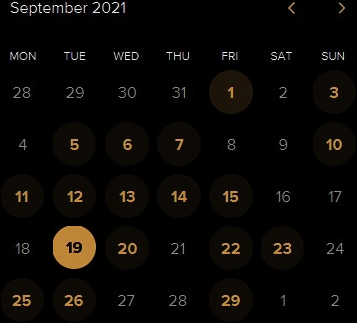 September 2021
MON TUE WED THU FRI SAT SUN
28 29 30 31 1 2 3
4 5 6 7 8 9 10
11 12 13 14 15 16 17
18 19 20 21 22 23 24
25 26 27 28 29 1 2